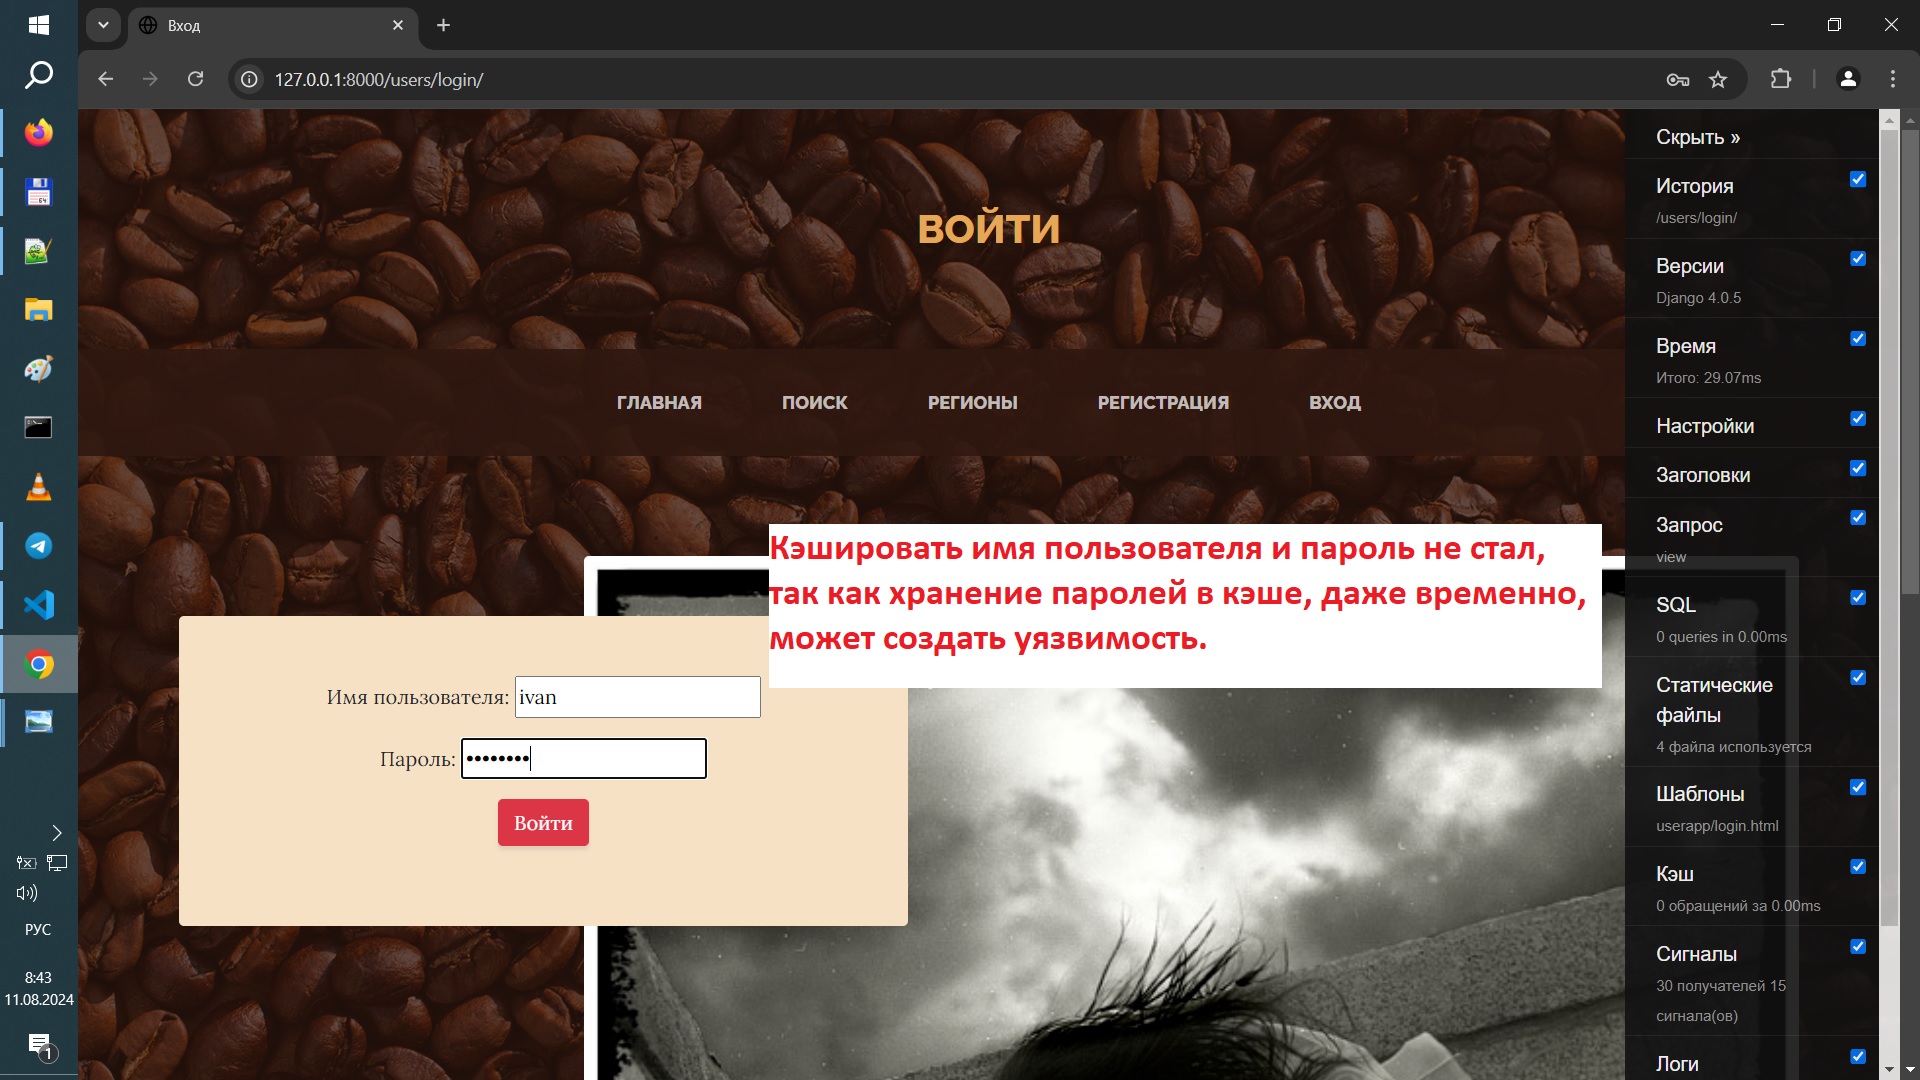 Вход
127.0.0.1:8000/users/login/
ВОЙТИ
ГЛАВНАЯ ПОИСК РЕГИОНЫ РЕГИСТРАЦИЯ ВХОД
Кэшировать имя пользователя и пароль не стал,
так как хранение паролей в кэше, даже временно,
может создать уязвимость.
Имя пользователя: ivan
Пароль: ••••••••
Войти
Скрыть »
История
/users/login/
Версии
Django 4.0.5
Время
Итого: 29.07ms
Настройки
Заголовки
Запрос
view
SQL
0 queries in 0.00ms
Статические
файлы
4 файла используется
Шаблоны
userapp/login.html
Кэш
0 обращений за 0.00ms
Сигналы
30 получателей 15
сигнала(ов)
Логи
64
РУС
8:43
11.08.2024
1